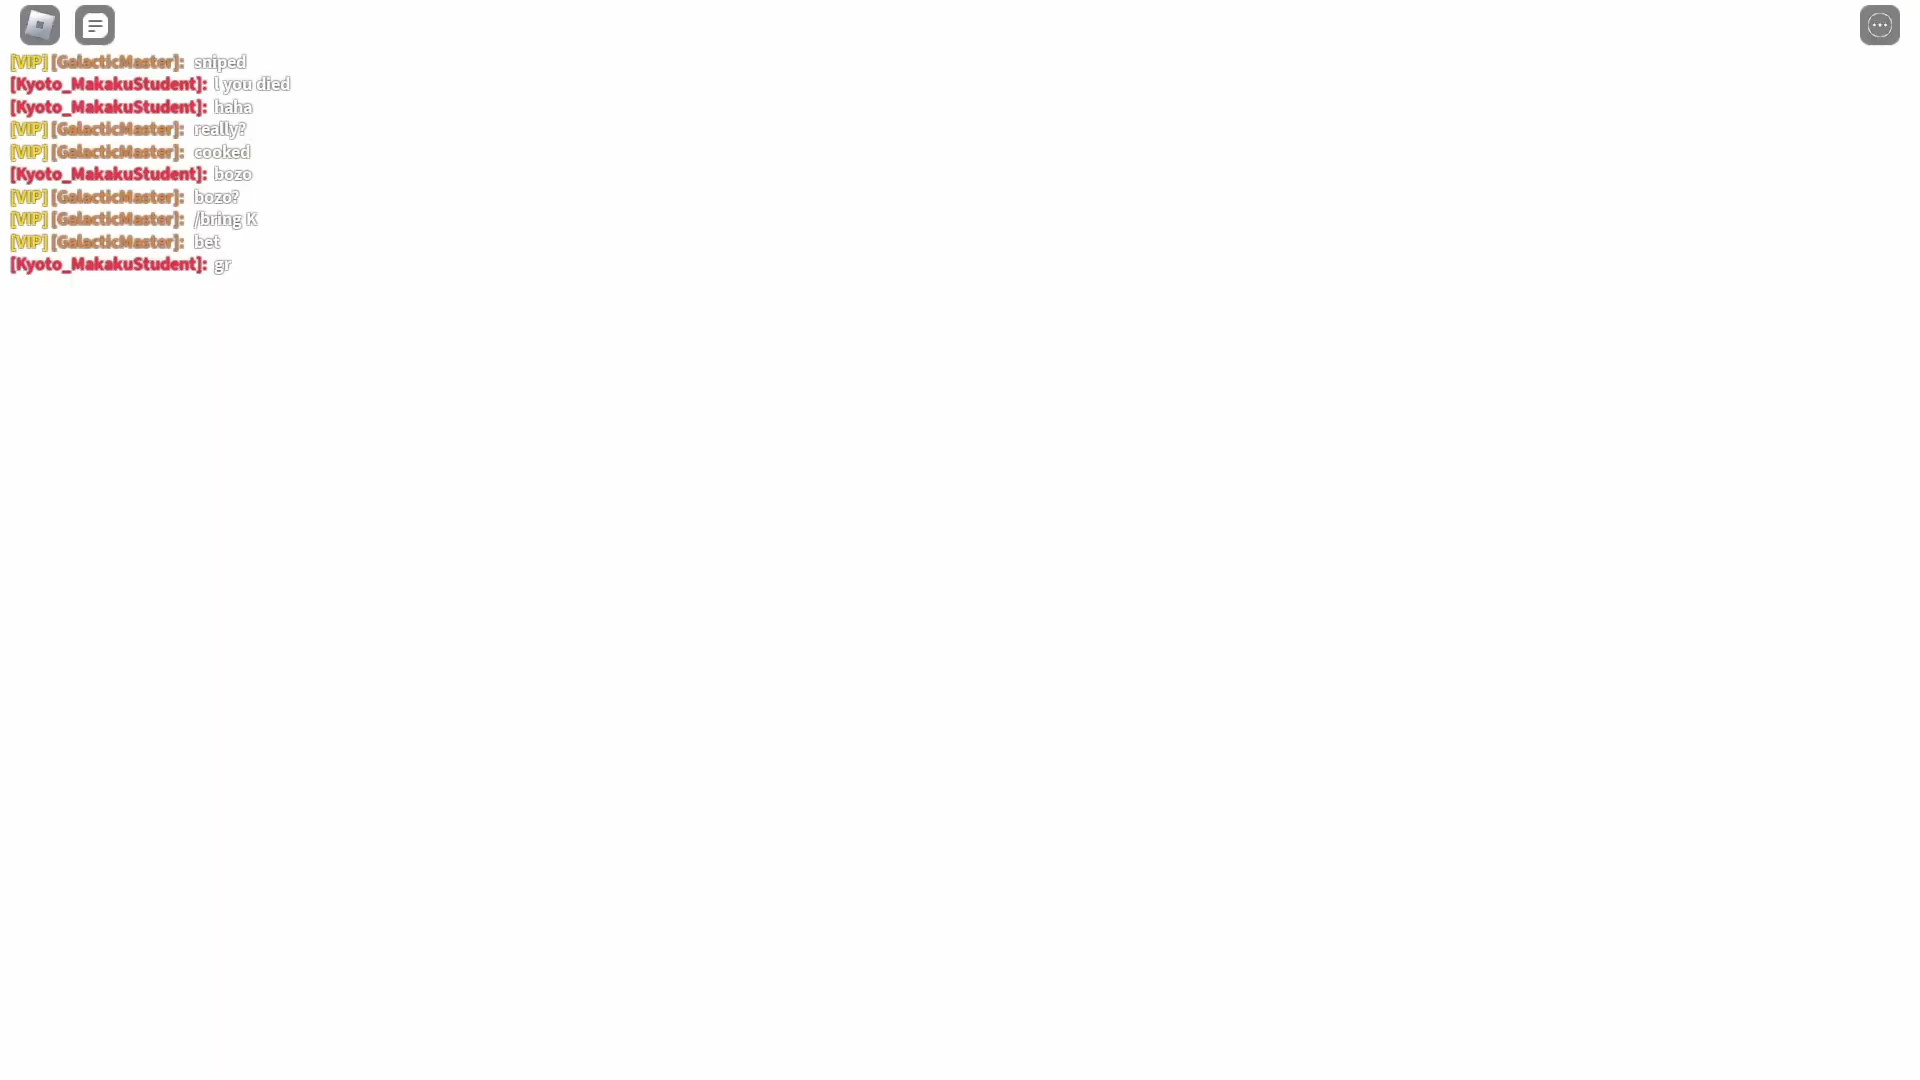 [VIP] [GalacticMaster]: sniped
[Kyoto_MakakuStudent]: l you died
[Kyoto_MakakuStudent]: haha
[VIP] [GalacticMaster]: really?
[VIP] [GalacticMaster]: cooked
[Kyoto_MakakuStudent]: bozo
[VIP] [GalacticMaster]: bozo?
[VIP] [GalacticMaster]: /bring K
[VIP] [GalacticMaster]: bet
[Kyoto_MakakuStudent]: gr